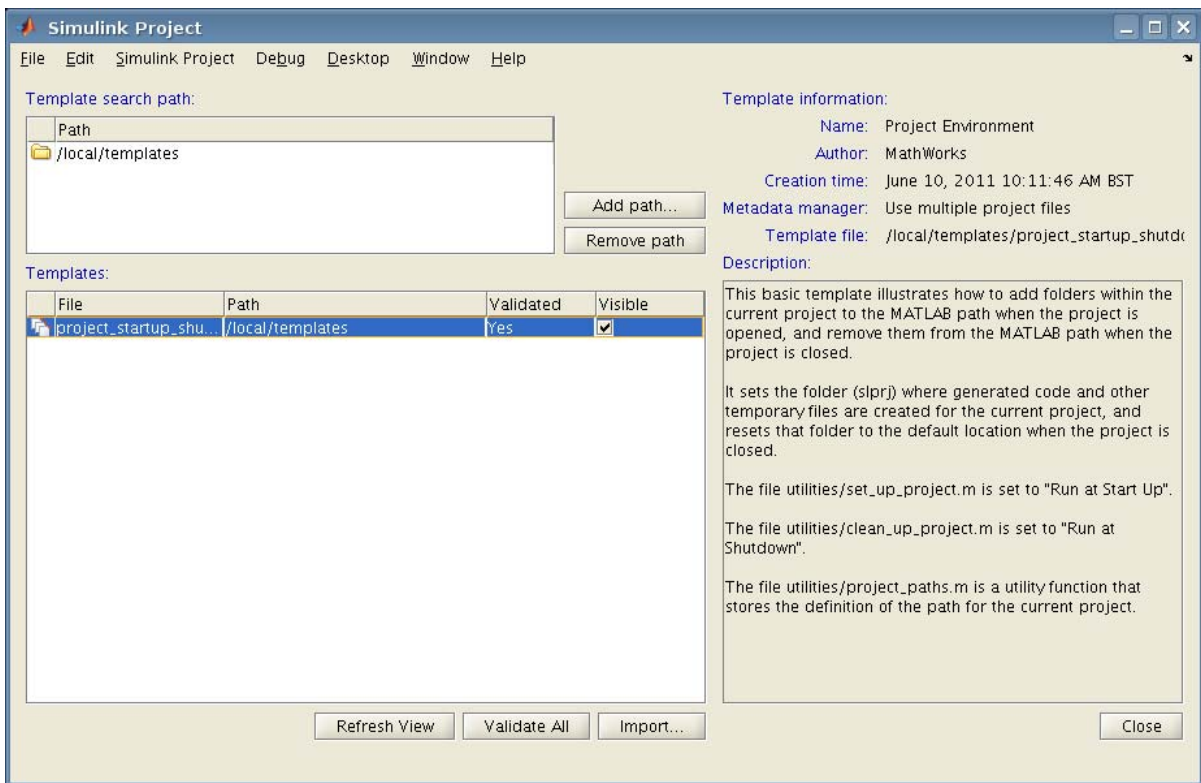 Simulink Project
File Edit Simulink Project Debug Desktop Window Help
Template search path:
Path
/local/templates
Add path...
Remove path
Templates:
File Path Validated Visible
project_startup_shu... /local/templates Yes
Refresh View Validate All Import...
Template information:
Name: Project Environment
Author: MathWorks
Creation time: June 10, 2011 10:11:46 AM BST
Metadata manager: Use multiple project files
Template file: /local/templates/project_startup_shutdo
Description:
This basic template illustrates how to add folders within the
current project to the MATLAB path when the project is
opened, and remove them from the MATLAB path when the
project is closed.
It sets the folder (slprj) where generated code and other
temporary files are created for the current project, and
resets that folder to the default location when the project is
closed.
The file utilities/set_up_project.m is set to "Run at Start Up".
The file utilities/clean_up_project.m is set to "Run at
Shutdown".
The file utilities/project_paths.m is a utility function that
stores the definition of the path for the current project.
Close